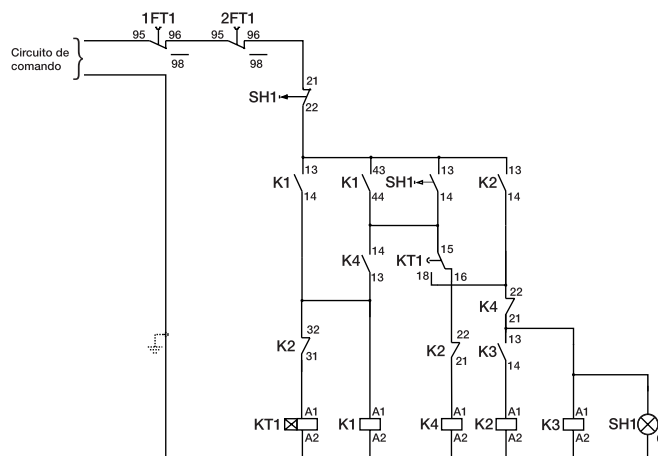 1FT1 2FT1
95 96 95 96
Circuito de
comando
98 98
21
SH1
22
13 43 13 13
K1 K1 SH1 K2
14 44 14 14
14 15
K4 KT1
13 18 16
22
K4
21
32 22 13
K2 K2 K3
31 21 14
A1 A1 A1 A1 A1
KT1 K1 K4 K2 K3 SH1
A2 A2 A2 A2 A2